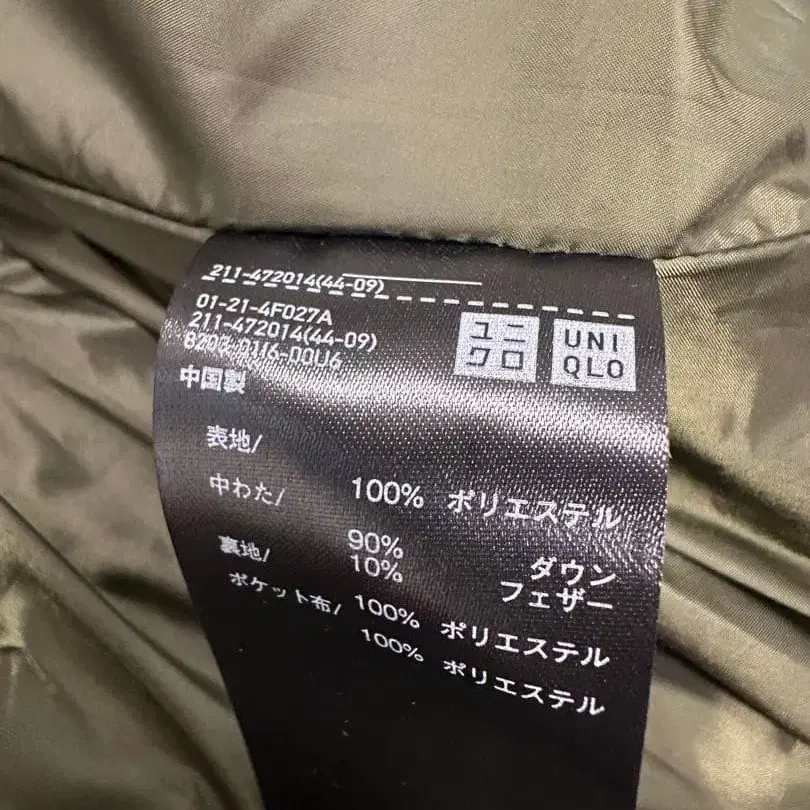 211-472014(44-09)
01-21-4F027A
211-472014(44-09)
8203-0116-00U6
ユニ
クロ
UNI
QLO
中国製
表地/
100% ポリエステル
中わた/
90% ダウン
10% フェザー
裏地/
100% ポリエステル
ポケット布/
100% ポリエステル